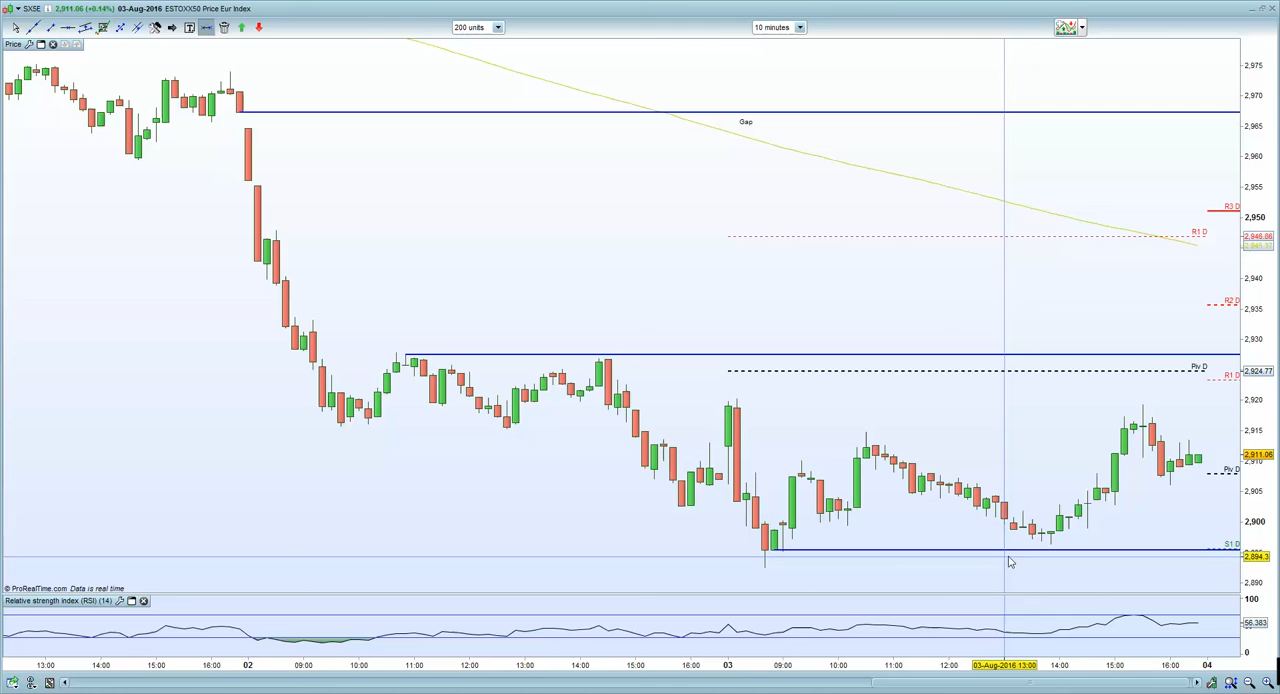 SX5E 2,911.06 (+0.14%) 03-Aug-2016 ESTOXX50 Price Eur Index
200 units
10 minutes
Price
2,975
2,970
Gap
2,965
2,960
2,955
R3 D
2,950
R1 D
2,946.66
2,940
R2 D
2,935
2,930
Piv D
2,924.77
R1 D
2,920
2,915
2,911.06
2,910
Piv D
2,905
2,900
S1 D
2,894.3
2,890
© ProRealTime.com Data is real time
Relative strength index (RSI) (14)
100
56.383
0
13:00 14:00 15:00 16:00 02 09:00 10:00 11:00 12:00 13:00 14:00 15:00 16:00 03 09:00 10:00 11:00 12:00 03-Aug-2016 13:00 14:00 15:00 16:00 04